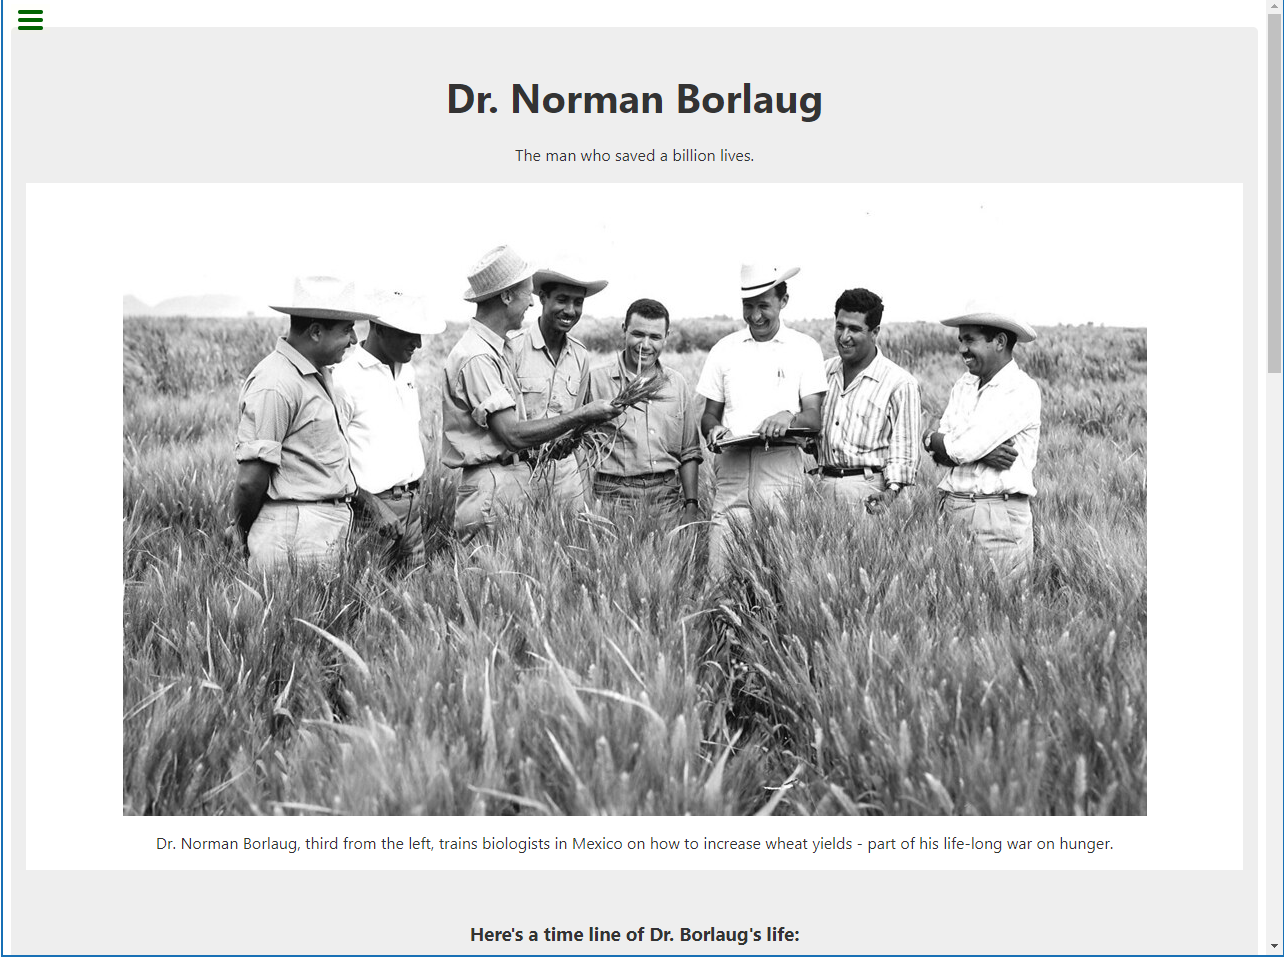 Dr. Norman Borlaug
The man who saved a billion lives.
Dr. Norman Borlaug, third from the left, trains biologists in Mexico on how to increase wheat yields - part of his life-long war on hunger.
Here's a time line of Dr. Borlaug's life: